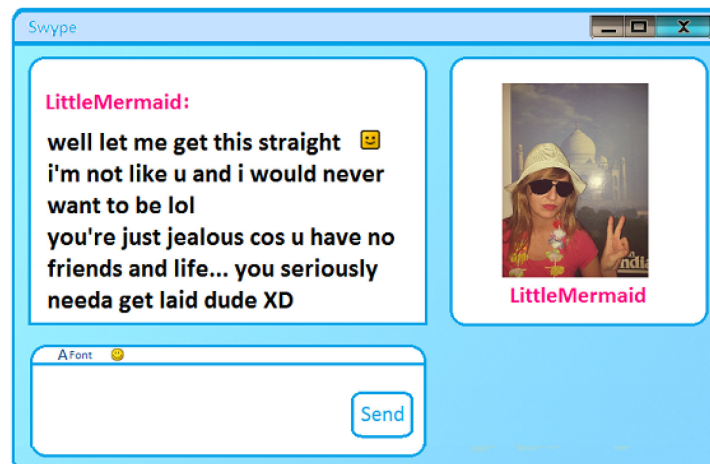 Swype
X
LittleMermaid:
well let me get this straight
i'm not like u and i would never
want to be lol
you're just jealous cos u have no
friends and life... you seriously
needa get laid dude XD
LittleMermaid
A Font
Send